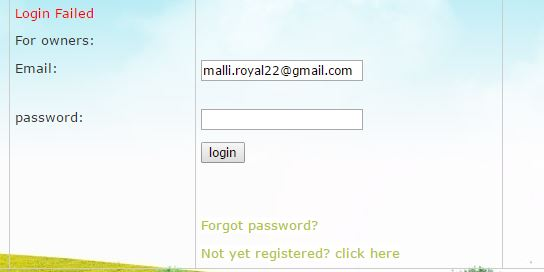 Login Failed
For owners:
Email: malli.royal22@gmail.com
password:
login
Forgot password?
Not yet registered? click here